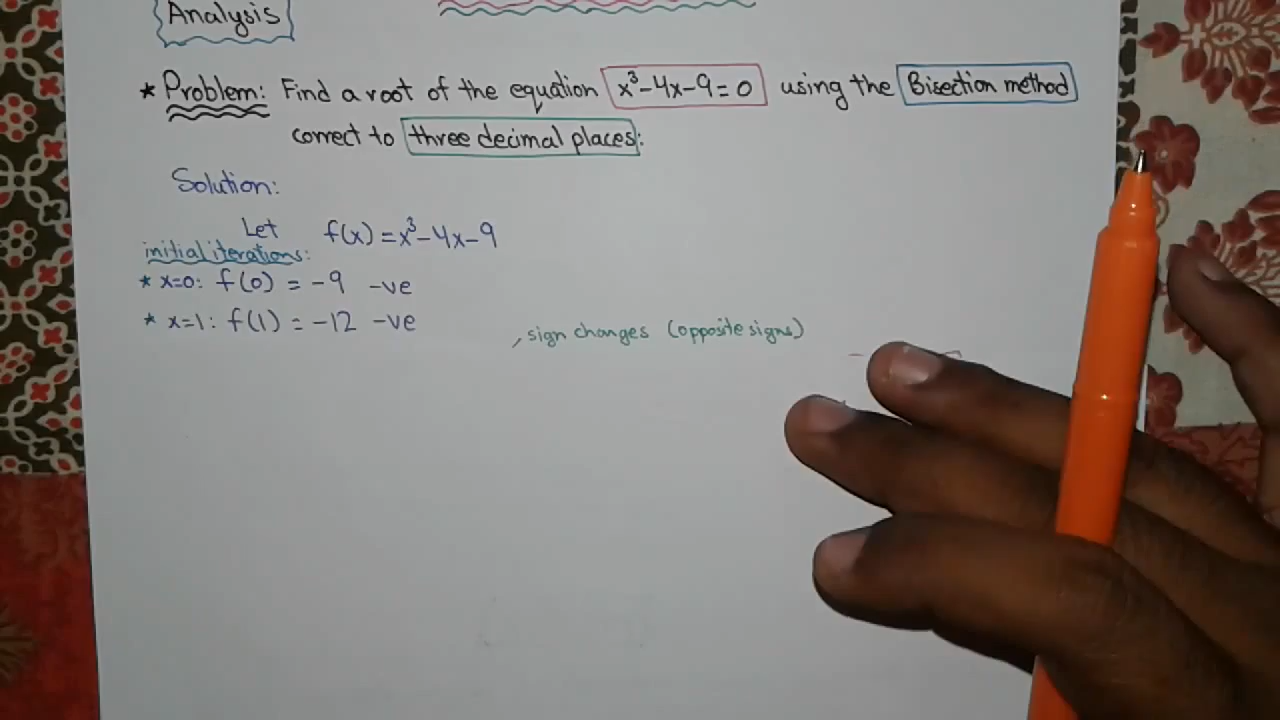 Analysis
* Problem: Find a root of the equation x³-4x-9=0 using the Bisection method
correct to three decimal places:
Solution:
Let f(x)=x³-4x-9
initial iterations:
* x=0: f(0) = -9 -ve
* x=1: f(1) = -12 -ve
, sign changes (opposite signs)